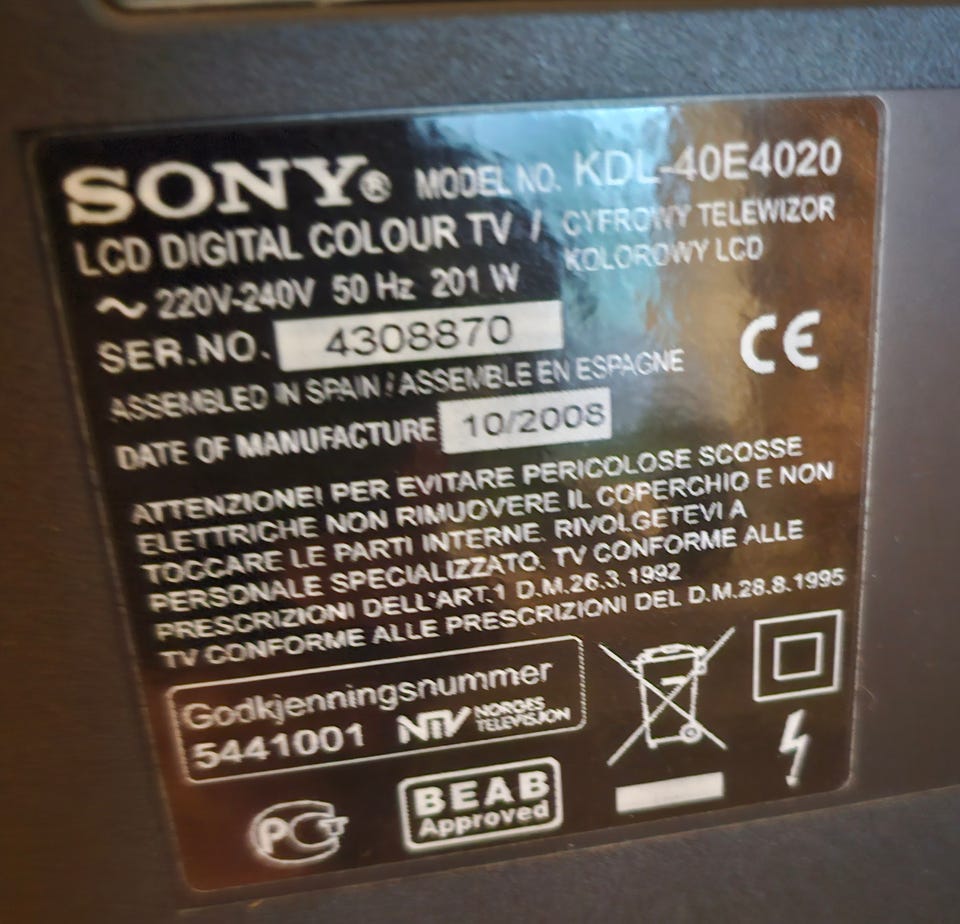 SONY® MODEL NO. KDL-40E4020
LCD DIGITAL COLOUR TV / CYFROWY TELEWIZOR
KOLOROWY LCD
~ 220V-240V 50 Hz 201 W
SER.NO. 4308870
ASSEMBLED IN SPAIN / ASSEMBLE EN ESPAGNE
CE
DATE OF MANUFACTURE 10/2008
ATTENZIONE! PER EVITARE PERICOLOSE SCOSSE
ELETTRICHE NON RIMUOVERE IL COPERCHIO E NON
TOCCARE LE PARTI INTERNE. RIVOLGETEVI A
PERSONALE SPECIALIZZATO. TV CONFORME ALLE
PRESCRIZIONI DELL'ART.1 D.M.26.3.1992
TV CONFORME ALLE PRESCRIZIONI DEL D.M.28.8.1995
Godkjenningsnummer
5441001 NTV NORGES
TELEVISJON
PCT
BEAB
Approved